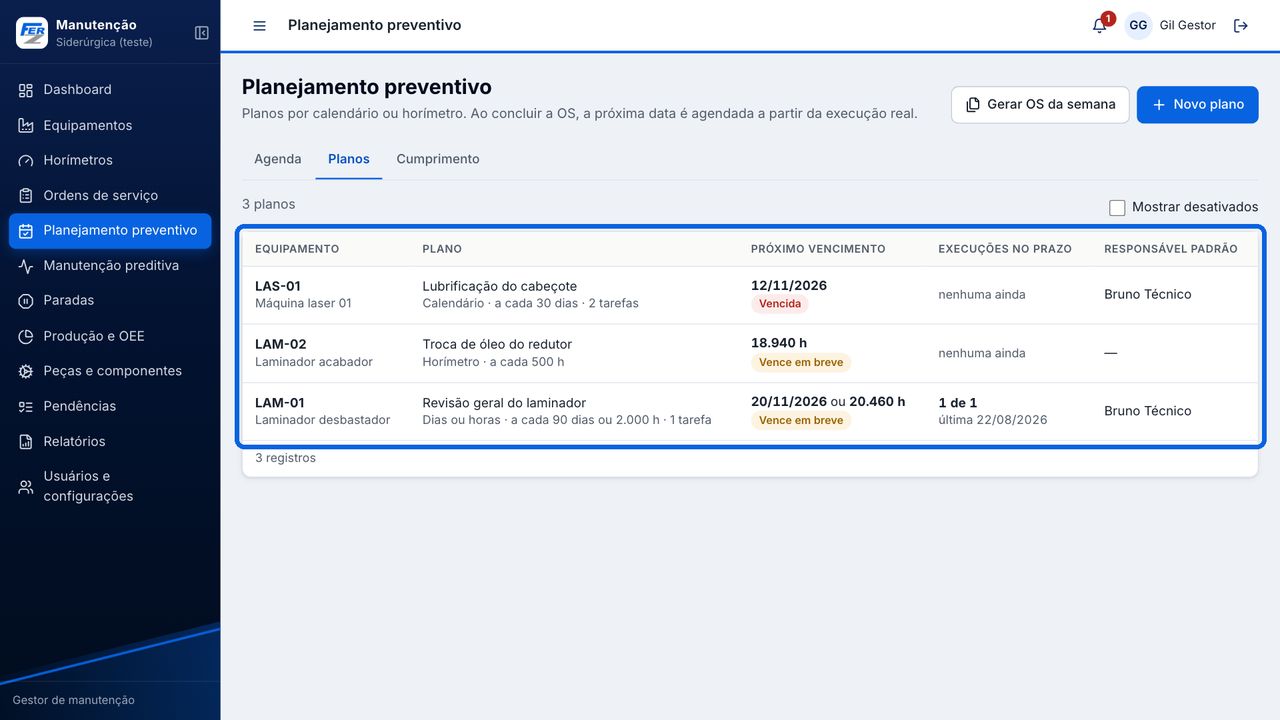 FER
Manutenção
Siderúrgica (teste)
Dashboard
Equipamentos
Horímetros
Ordens de serviço
Planejamento preventivo
Manutenção preditiva
Paradas
Produção e OEE
Peças e componentes
Pendências
Relatórios
Usuários e
configurações
Gestor de manutenção
Planejamento preventivo
1
GG
Gil Gestor
Planejamento preventivo
Planos por calendário ou horímetro. Ao concluir a OS, a próxima data é agendada a partir da execução real.
Gerar OS da semana
Novo plano
Agenda
Planos
Cumprimento
3 planos
Mostrar desativados
EQUIPAMENTO PLANO PRÓXIMO VENCIMENTO EXECUÇÕES NO PRAZO RESPONSÁVEL PADRÃO
LAS-01
Máquina laser 01
Lubrificação do cabeçote
Calendário · a cada 30 dias · 2 tarefas
12/11/2026
Vencida
nenhuma ainda
Bruno Técnico
LAM-02
Laminador acabador
Troca de óleo do redutor
Horímetro · a cada 500 h
18.940 h
Vence em breve
nenhuma ainda
—
LAM-01
Laminador desbastador
Revisão geral do laminador
Dias ou horas · a cada 90 dias ou 2.000 h · 1 tarefa
20/11/2026 ou 20.460 h
Vence em breve
1 de 1
última 22/08/2026
Bruno Técnico
3 registros